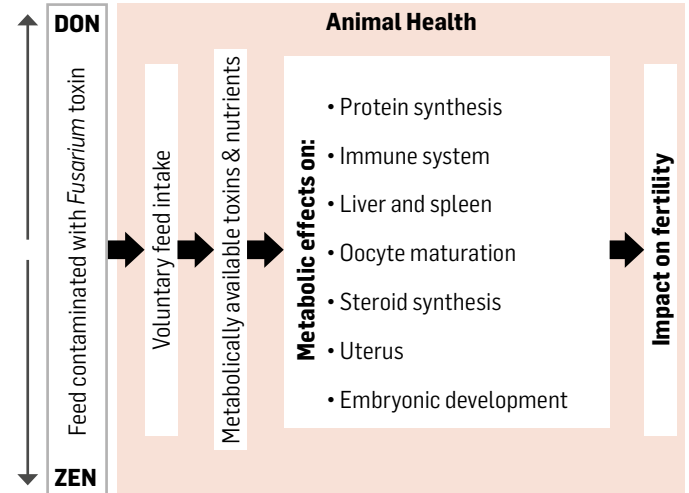 DON
Feed contaminated with Fusarium toxin
ZEN
Animal Health
Voluntary feed intake
Metabolically available toxins & nutrients
Metabolic effects on:
• Protein synthesis
• Immune system
• Liver and spleen
• Oocyte maturation
• Steroid synthesis
• Uterus
• Embryonic development
Impact on fertility